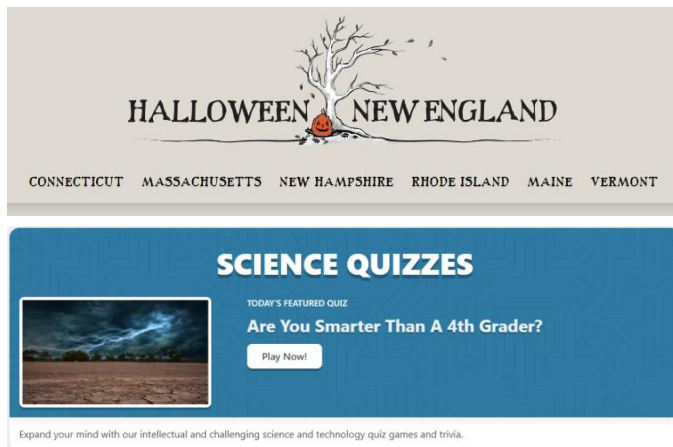 HALLOWEEN NEW ENGLAND
CONNECTICUT MASSACHUSETTS NEW HAMPSHIRE RHODE ISLAND MAINE VERMONT
SCIENCE QUIZZES
TODAY'S FEATURED QUIZ
Are You Smarter Than A 4th Grader?
Play Now!
Expand your mind with our intellectual and challenging science and technology quiz games and trivia.